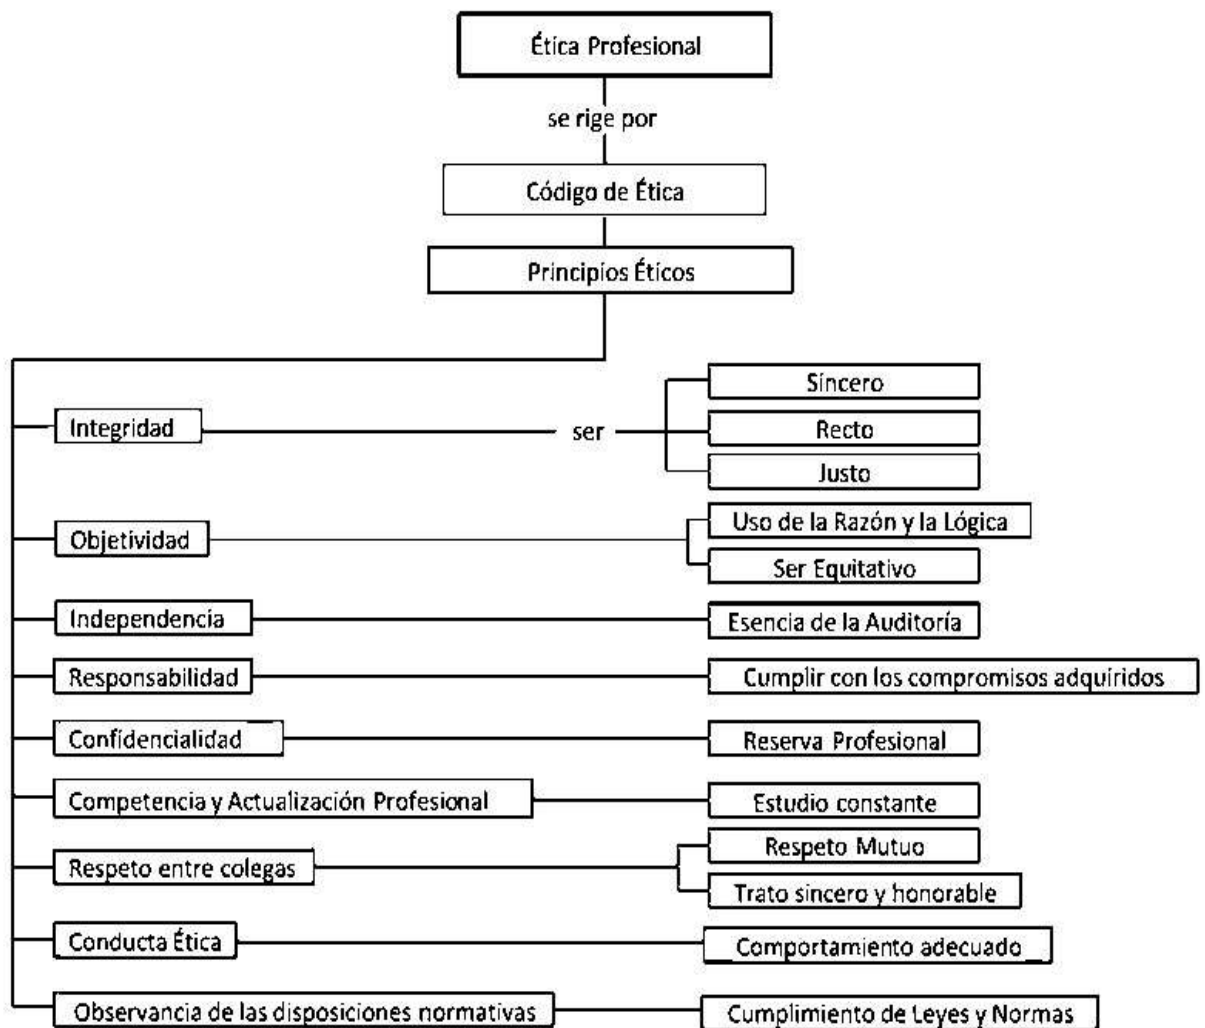 Ética Profesional
se rige por
Código de Ética
Principios Éticos
Integridad
ser
Sincero
Recto
Justo
Objetividad
Uso de la Razón y la Lógica
Ser Equitativo
Independencia
Esencia de la Auditoría
Responsabilidad
Cumplir con los compromisos adquiridos
Confidencialidad
Reserva Profesional
Competencia y Actualización Profesional
Estudio constante
Respeto entre colegas
Respeto Mutuo
Trato sincero y honorable
Conducta Ética
Comportamiento adecuado
Observancia de las disposiciones normativas
Cumplimiento de Leyes y Normas